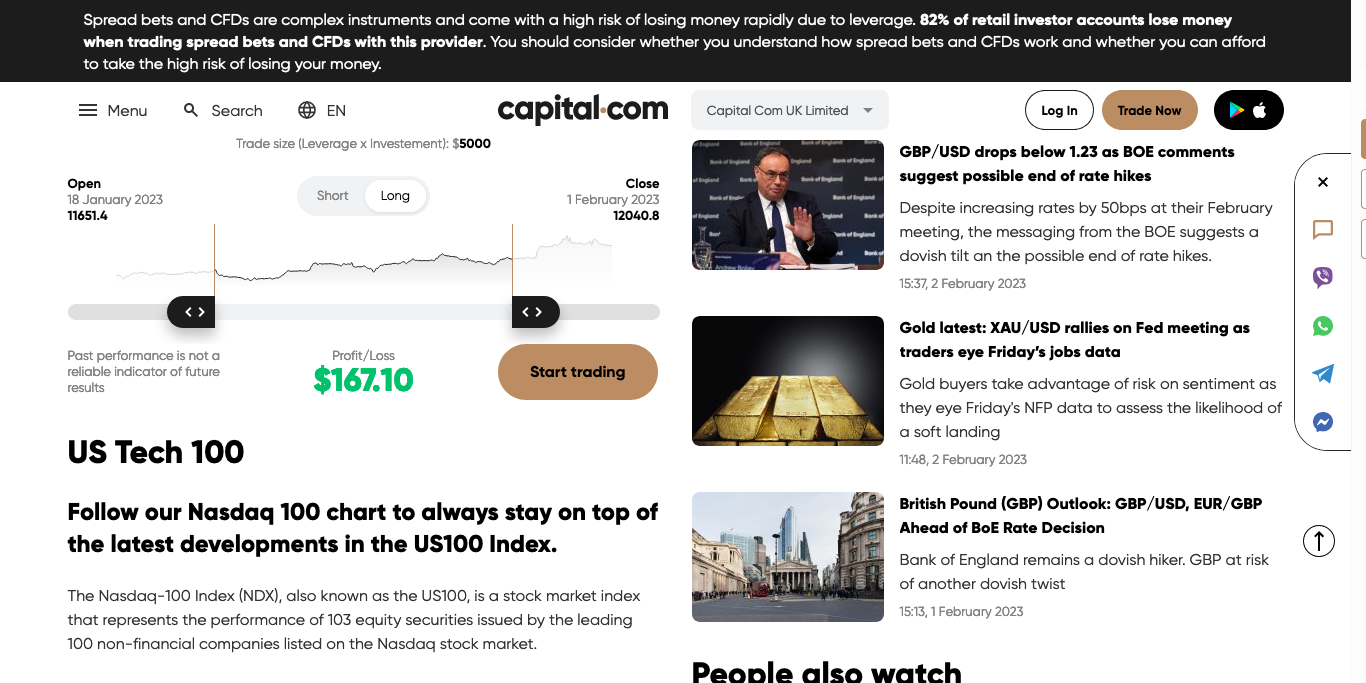 Spread bets and CFDs are complex instruments and come with a high risk of losing money rapidly due to leverage. 82% of retail investor accounts lose money
when trading spread bets and CFDs with this provider. You should consider whether you understand how spread bets and CFDs work and whether you can afford
to take the high risk of losing your money.
Menu
Search
EN
capital.com
Capital Com UK Limited
Log In
Trade Now
Trade size (Leverage x Investement): $5000
Open
18 January 2023
11651.4
Short
Long
Close
1 February 2023
12040.8
Past performance is not a
reliable indicator of future
results
Profit/Loss
$167.10
Start trading
US Tech 100
Follow our Nasdaq 100 chart to always stay on top of
the latest developments in the US100 Index.
The Nasdaq-100 Index (NDX), also known as the US100, is a stock market index
that represents the performance of 103 equity securities issued by the leading
100 non-financial companies listed on the Nasdaq stock market.
GBP/USD drops below 1.23 as BOE comments
suggest possible end of rate hikes
Despite increasing rates by 50bps at their February
meeting, the messaging from the BOE suggests a
dovish tilt an the possible end of rate hikes.
15:37, 2 February 2023
Gold latest: XAU/USD rallies on Fed meeting as
traders eye Friday’s jobs data
Gold buyers take advantage of risk on sentiment as
they eye Friday's NFP data to assess the likelihood of
a soft landing
11:48, 2 February 2023
British Pound (GBP) Outlook: GBP/USD, EUR/GBP
Ahead of BoE Rate Decision
Bank of England remains a dovish hiker. GBP at risk
of another dovish twist
15:13, 1 February 2023
People also watch